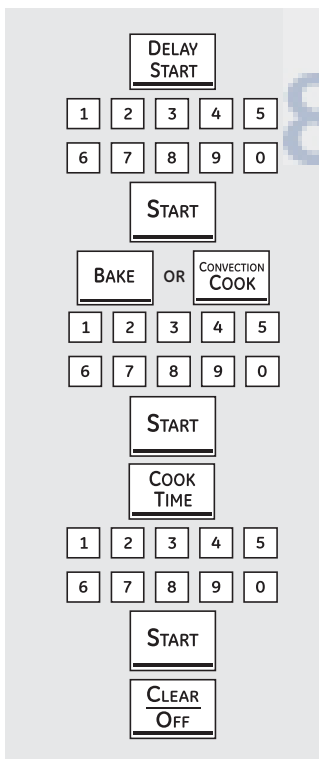 DELAY
START
1 2 3 4 5
6 7 8 9 0
START
BAKE OR CONVECTION COOK
1 2 3 4 5
6 7 8 9 0
START
COOK
TIME
1 2 3 4 5
6 7 8 9 0
START
CLEAR
OFF